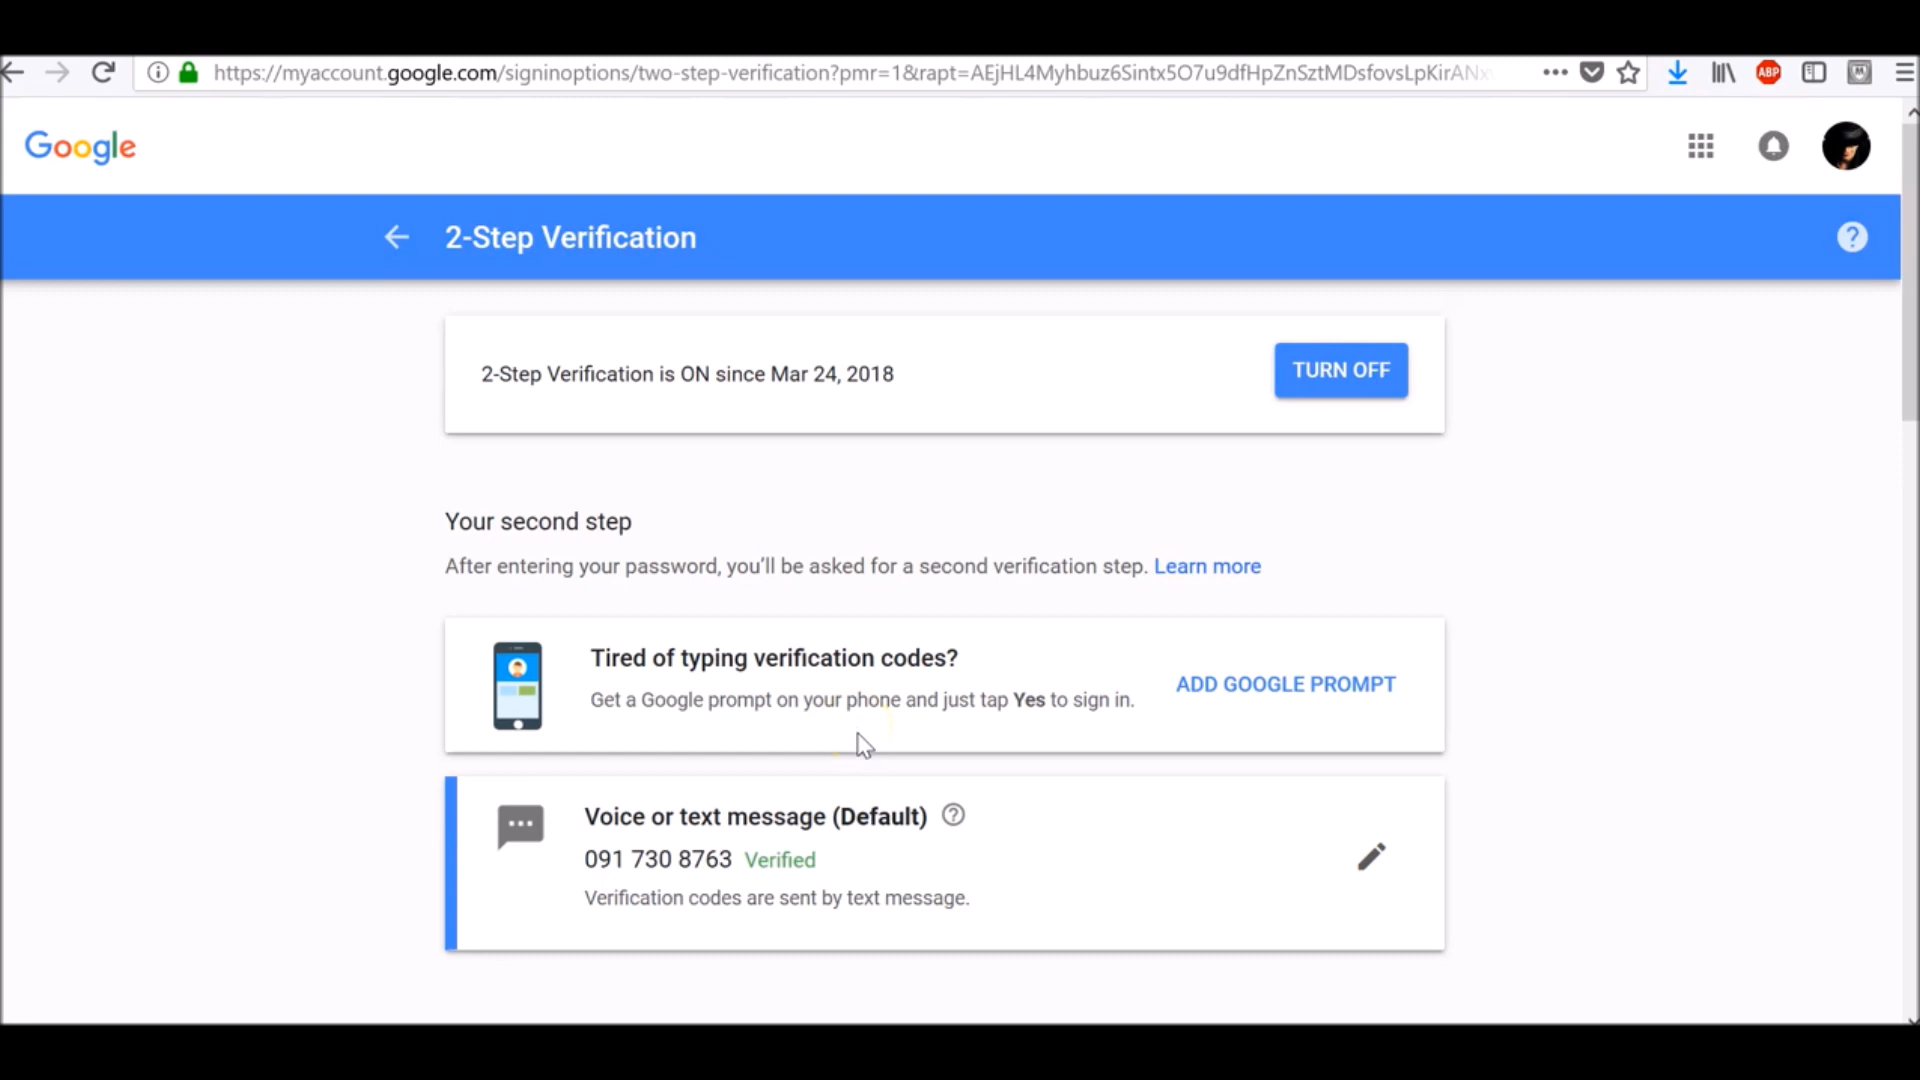 https://myaccount.google.com/signinoptions/two-step-verification?pmr=1&rapt=AEjHL4Myhbuz6Sintx5O7u9dfHpZnSztMDsfovsLpKirANx
ABP
Google
2-Step Verification
2-Step Verification is ON since Mar 24, 2018
TURN OFF
Your second step
After entering your password, you'll be asked for a second verification step. Learn more
Tired of typing verification codes?
Get a Google prompt on your phone and just tap Yes to sign in.
ADD GOOGLE PROMPT
Voice or text message (Default)
091 730 8763 Verified
Verification codes are sent by text message.